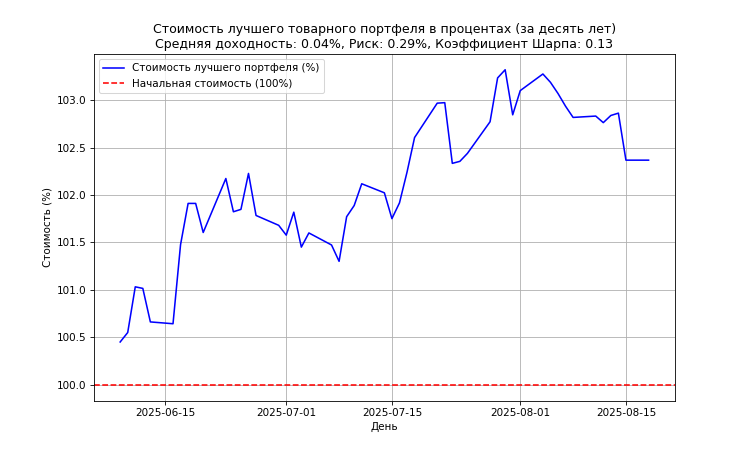 Стоимость лучшего товарного портфеля в процентах (за десять лет)
Средняя доходность: 0.04%, Риск: 0.29%, Коэффициент Шарпа: 0.13
Стоимость лучшего портфеля (%)
Начальная стоимость (100%)
Стоимость (%)
103.0
102.5
102.0
101.5
101.0
100.5
100.0
2025-06-15
2025-07-01
2025-07-15
2025-08-01
2025-08-15
День